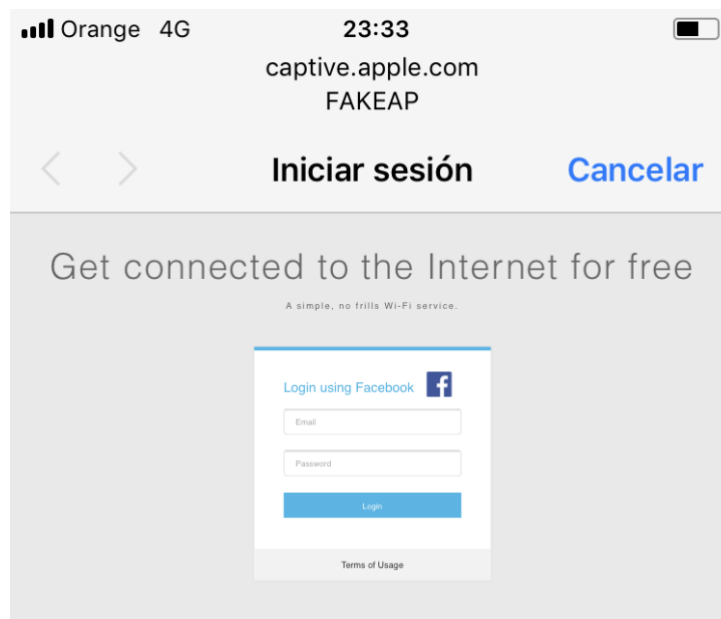 Orange 4G 23:33
captive.apple.com
FAKEAP
Iniciar sesión Cancelar
Get connected to the Internet for free
A simple, no frills Wi-Fi service.
Login using Facebook f
Email
Password
Login
Terms of Usage